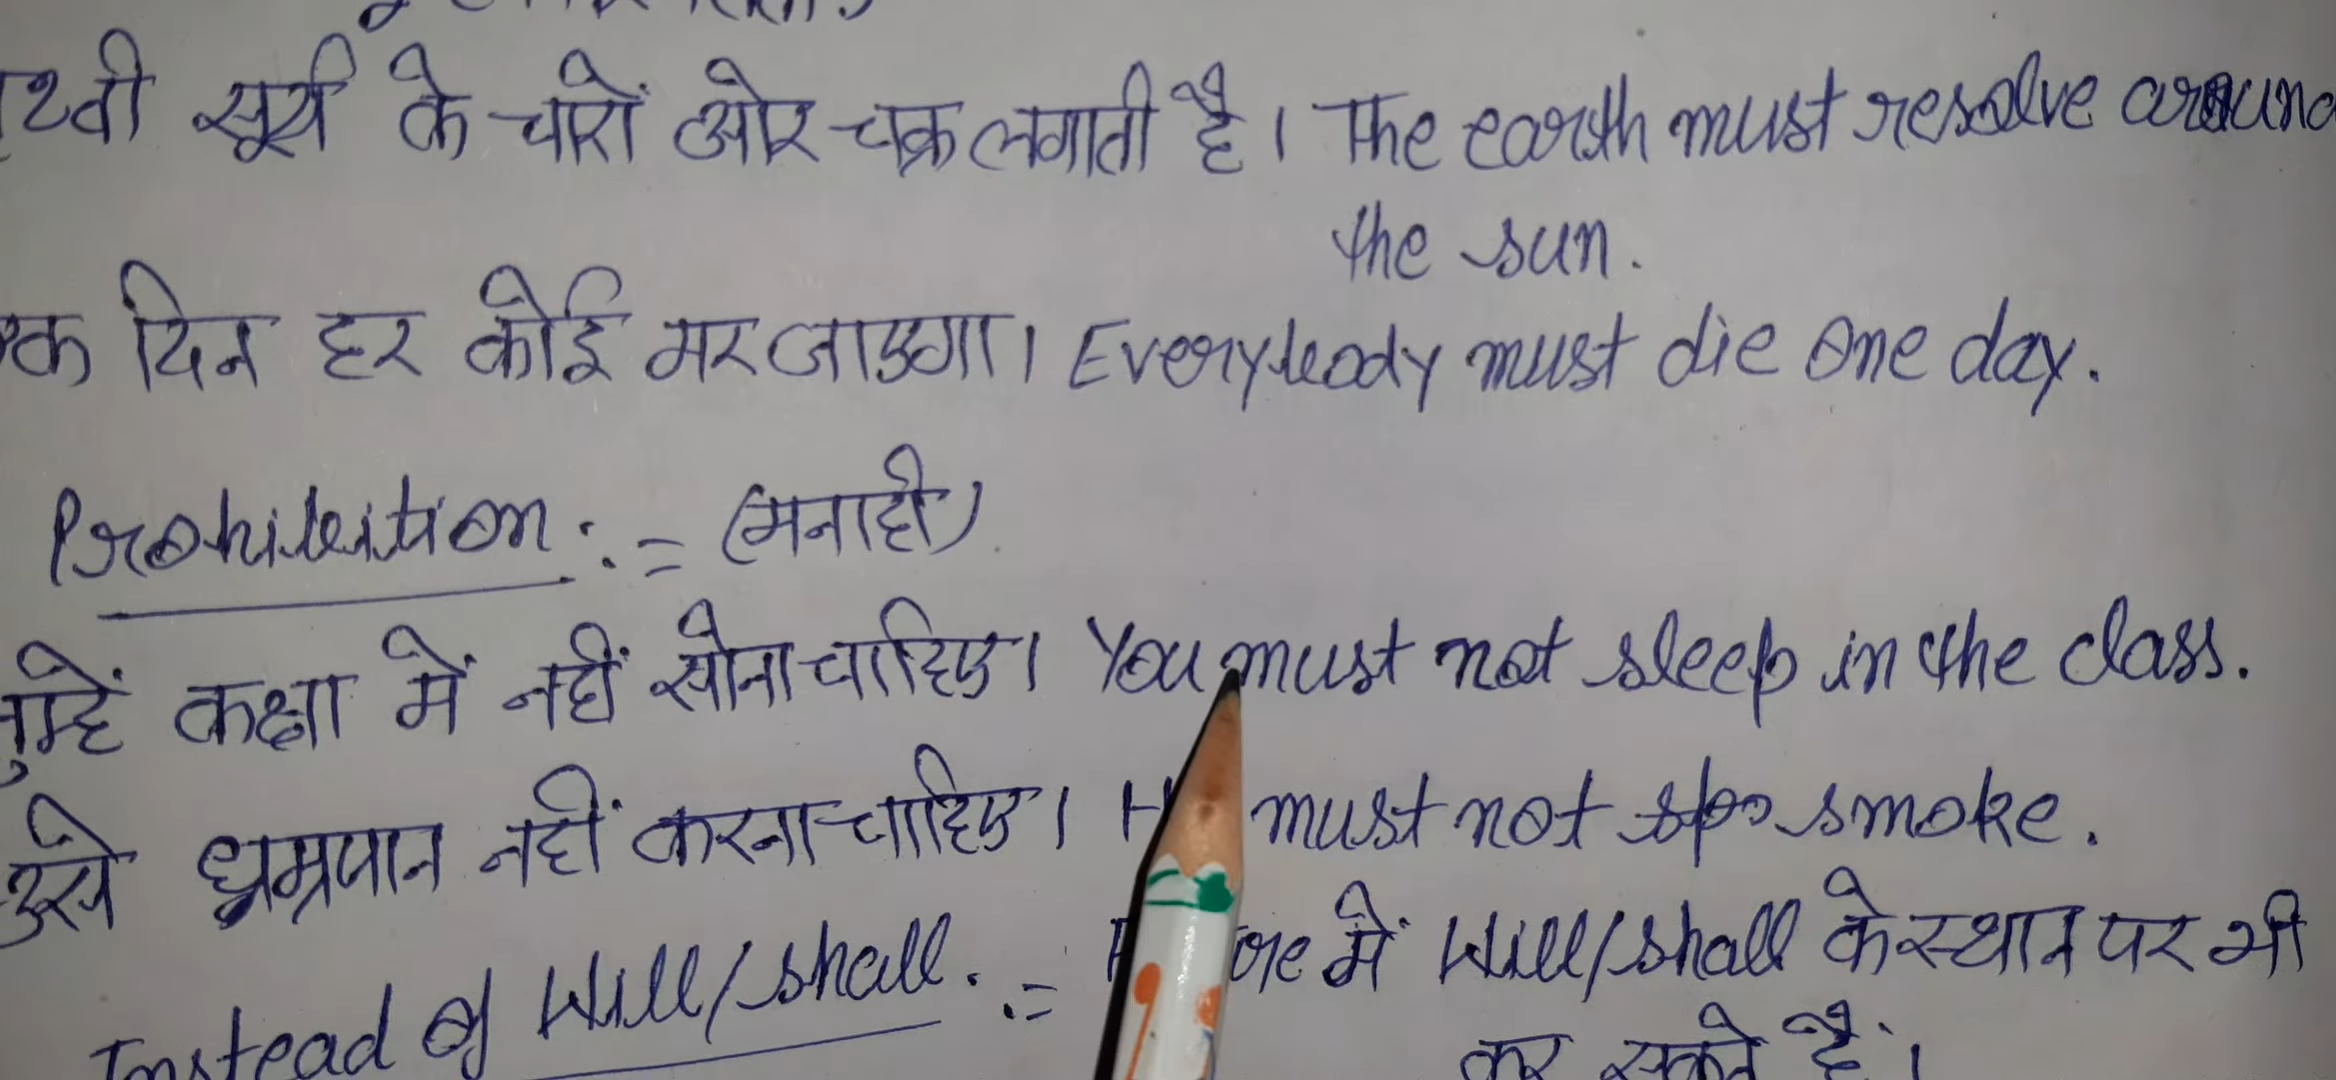 पृथ्वी सूर्य के चारों ओर चक्र लगाती है। The earth must resolve around
the sun.
एक दिन हर कोई मर जाएगा। Everybody must die one day.
Prohibition :- = (मनाही)
तुम्हें कक्षा में नहीं सोना चाहिए। You must not sleep in the class.
उसे धुम्रपान नहीं करना चाहिए। must not smoke.
Instead of Will/shall. :- में Will/shall के स्थान पर भी
कर सकते हैं।